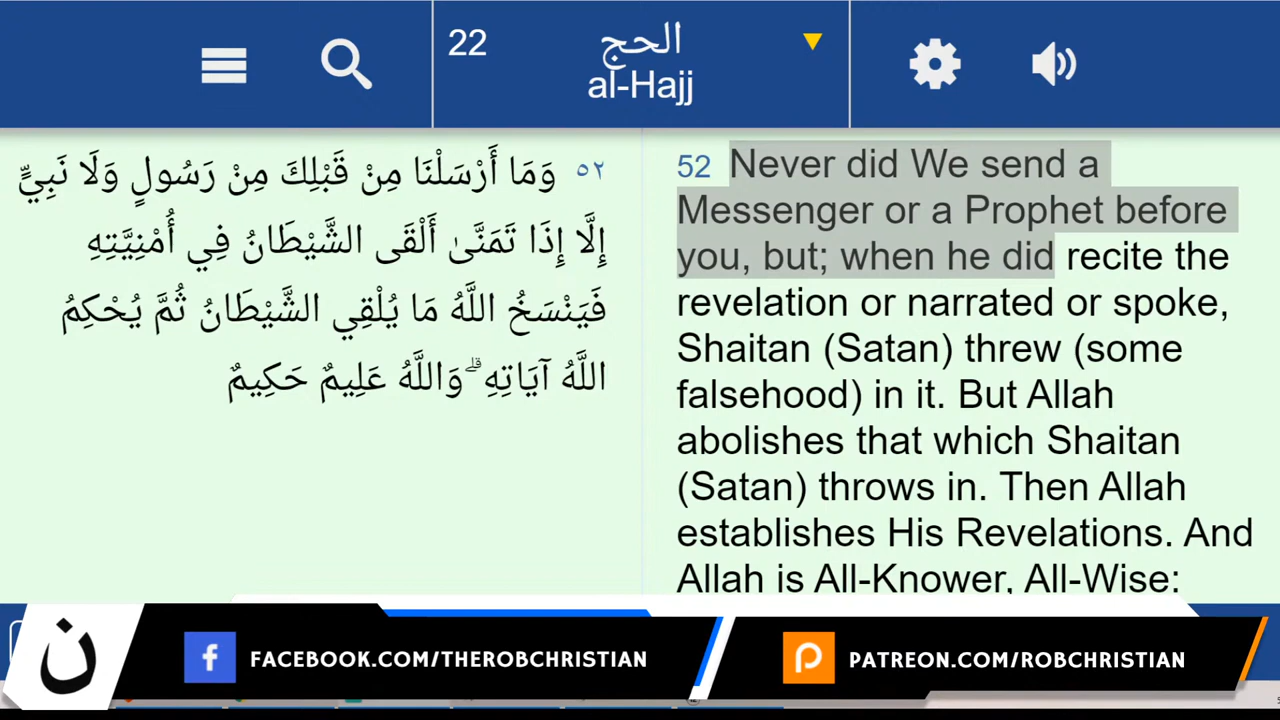 22
الحج
al-Hajj
٥٢ وَمَا أَرْسَلْنَا مِنْ قَبْلِكَ مِنْ رَسُولٍ وَلَا نَبِيٍّ
إِلَّا إِذَا تَمَنَّىٰ أَلْقَى الشَّيْطَانُ فِي أُمْنِيَّتِهِ
فَيَنْسَخُ اللَّهُ مَا يُلْقِي الشَّيْطَانُ ثُمَّ يُحْكِمُ
اللَّهُ آيَاتِهِ ۗ وَاللَّهُ عَلِيمٌ حَكِيمٌ
52 Never did We send a
Messenger or a Prophet before
you, but; when he did recite the
revelation or narrated or spoke,
Shaitan (Satan) threw (some
falsehood) in it. But Allah
abolishes that which Shaitan
(Satan) throws in. Then Allah
establishes His Revelations. And
Allah is All-Knower, All-Wise:
ن
f
FACEBOOK.COM/THEROBCHRISTIAN
PATREON.COM/ROBCHRISTIAN